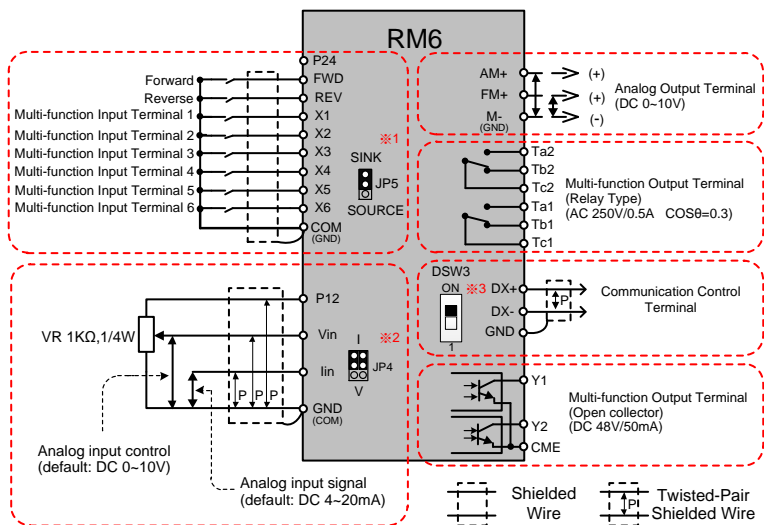 RM6
P24
Forward FWD
Reverse REV
Multi-function Input Terminal 1 X1
Multi-function Input Terminal 2 X2
Multi-function Input Terminal 3 X3
Multi-function Input Terminal 4 X4
Multi-function Input Terminal 5 X5
Multi-function Input Terminal 6 X6
COM
(GND)
※1
SINK
JP5
SOURCE
AM+ (+)
FM+ (+)
M- (-)
(GND)
Analog Output Terminal
(DC 0~10V)
Ta2
Tb2
Tc2
Ta1
Tb1
Tc1
Multi-function Output Terminal
(Relay Type)
(AC 250V/0.5A COSθ=0.3)
P12
VR 1KΩ,1/4W
Vin
Iin
P P P
GND
(COM)
I ※2
JP4
V
Analog input control
(default: DC 0~10V)
Analog input signal
(default: DC 4~20mA)
DSW3
ON ※3
1
DX+
DX-
GND
P
Communication Control
Terminal
Y1
Y2
CME
Multi-function Output Terminal
(Open collector)
(DC 48V/50mA)
Shielded
Wire
P
Twisted-Pair
Shielded Wire